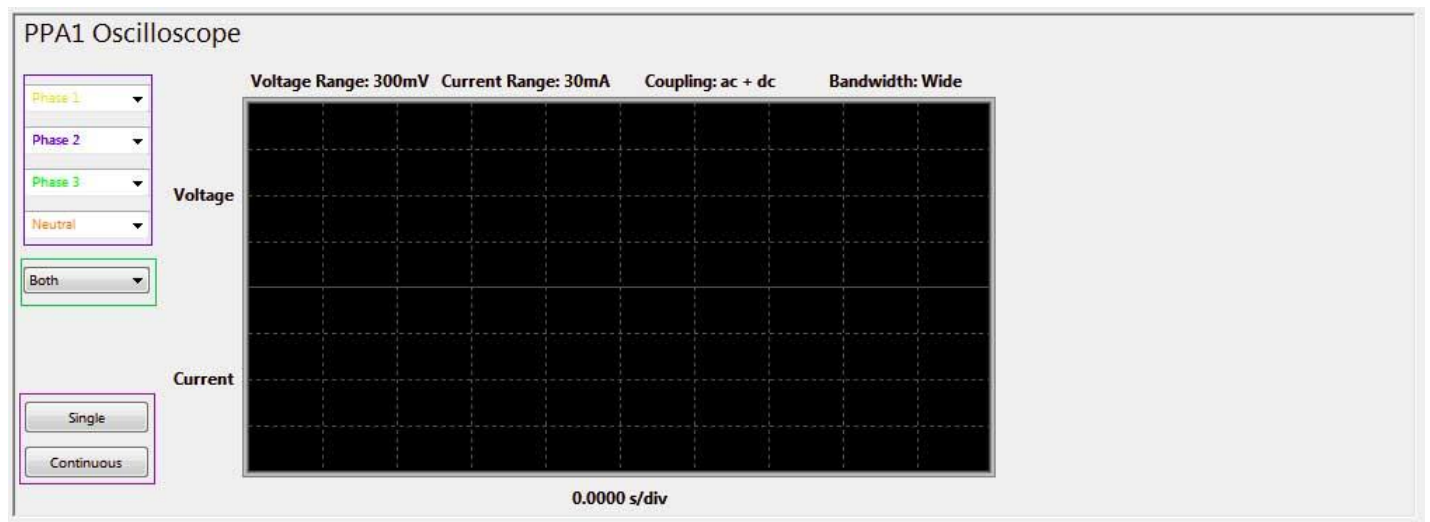 PPA1 Oscilloscope
Voltage Range: 300mV Current Range: 30mA Coupling: ac + dc Bandwidth: Wide
Phase 1
Phase 2
Phase 3
Neutral
Both
Voltage
Current
Single
Continuous
0.0000 s/div